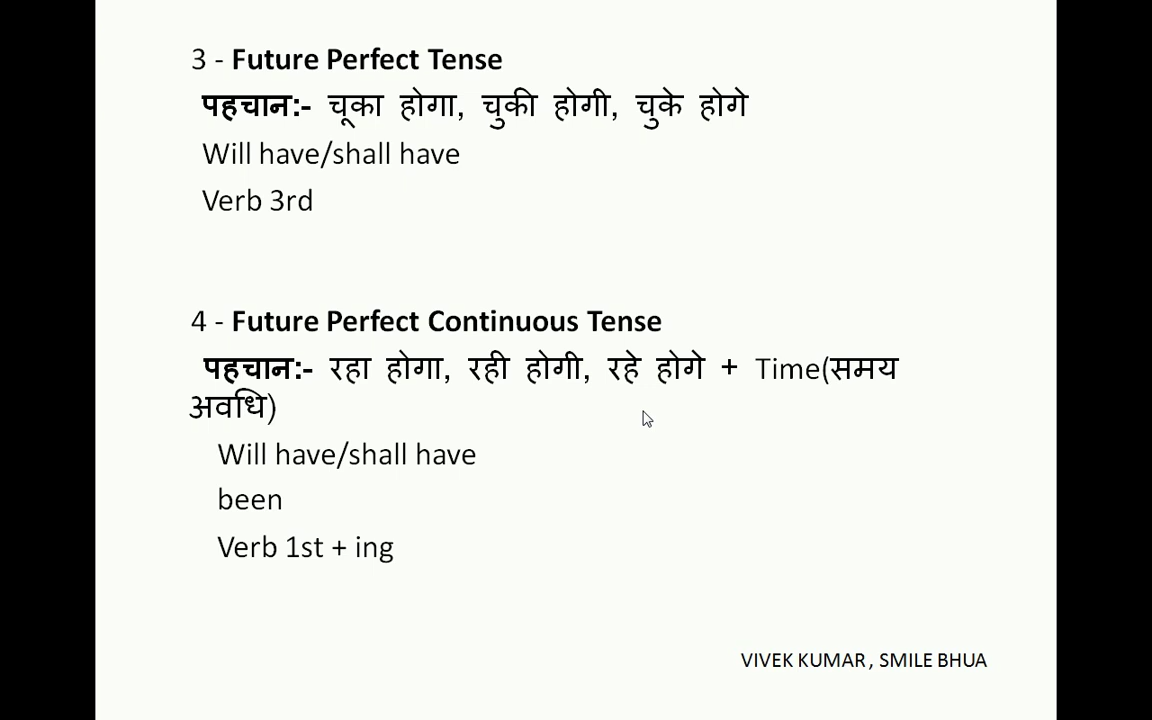 3 - Future Perfect Tense
पहचान:- चूका होगा, चुकी होगी, चुके होगे
Will have/shall have
Verb 3rd
4 - Future Perfect Continuous Tense
पहचान:- रहा होगा, रही होगी, रहे होगे + Time(समय
अवधि)
Will have/shall have
been
Verb 1st + ing
VIVEK KUMAR, SMILE BHUA